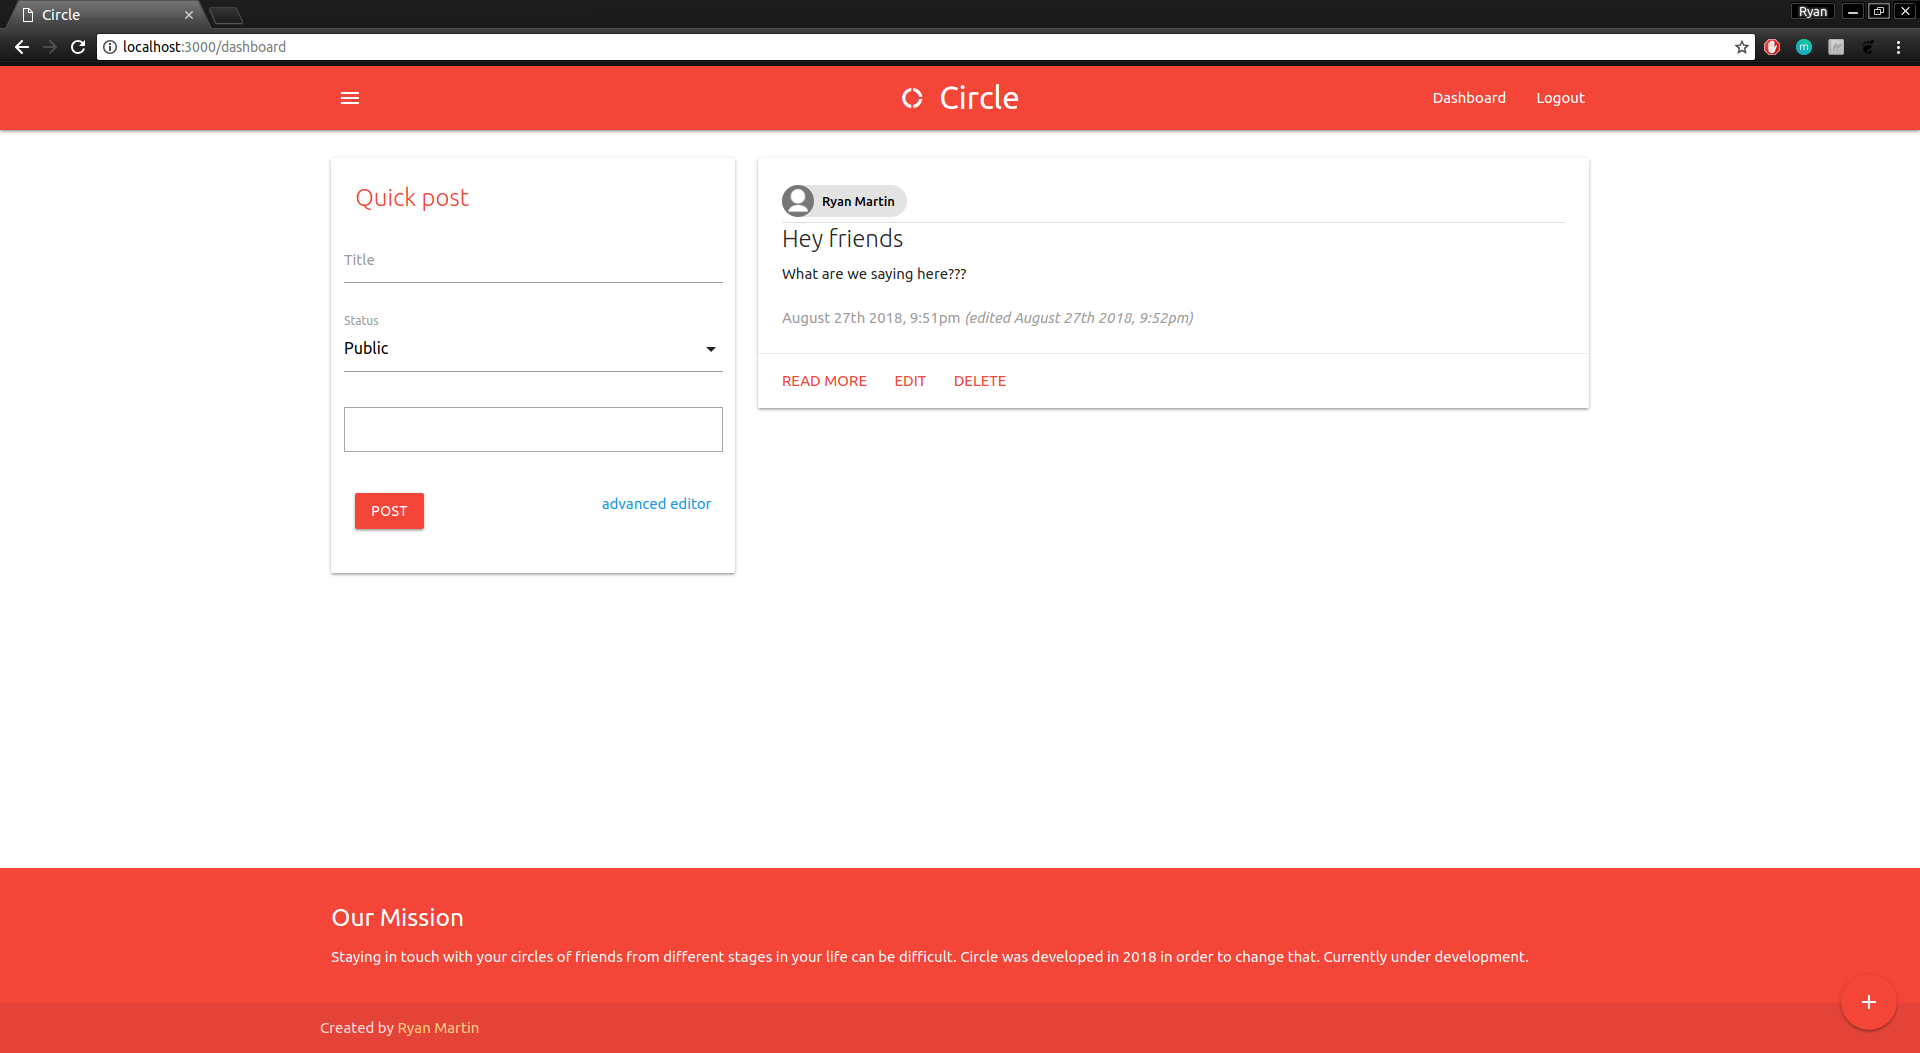 Circle
Ryan
localhost:3000/dashboard
Circle
Dashboard
Logout
Quick post
Title
Status
Public
POST
advanced editor
Ryan Martin
Hey friends
What are we saying here???
August 27th 2018, 9:51pm (edited August 27th 2018, 9:52pm)
READ MORE
EDIT
DELETE
Our Mission
Staying in touch with your circles of friends from different stages in your life can be difficult. Circle was developed in 2018 in order to change that. Currently under development.
Created by Ryan Martin